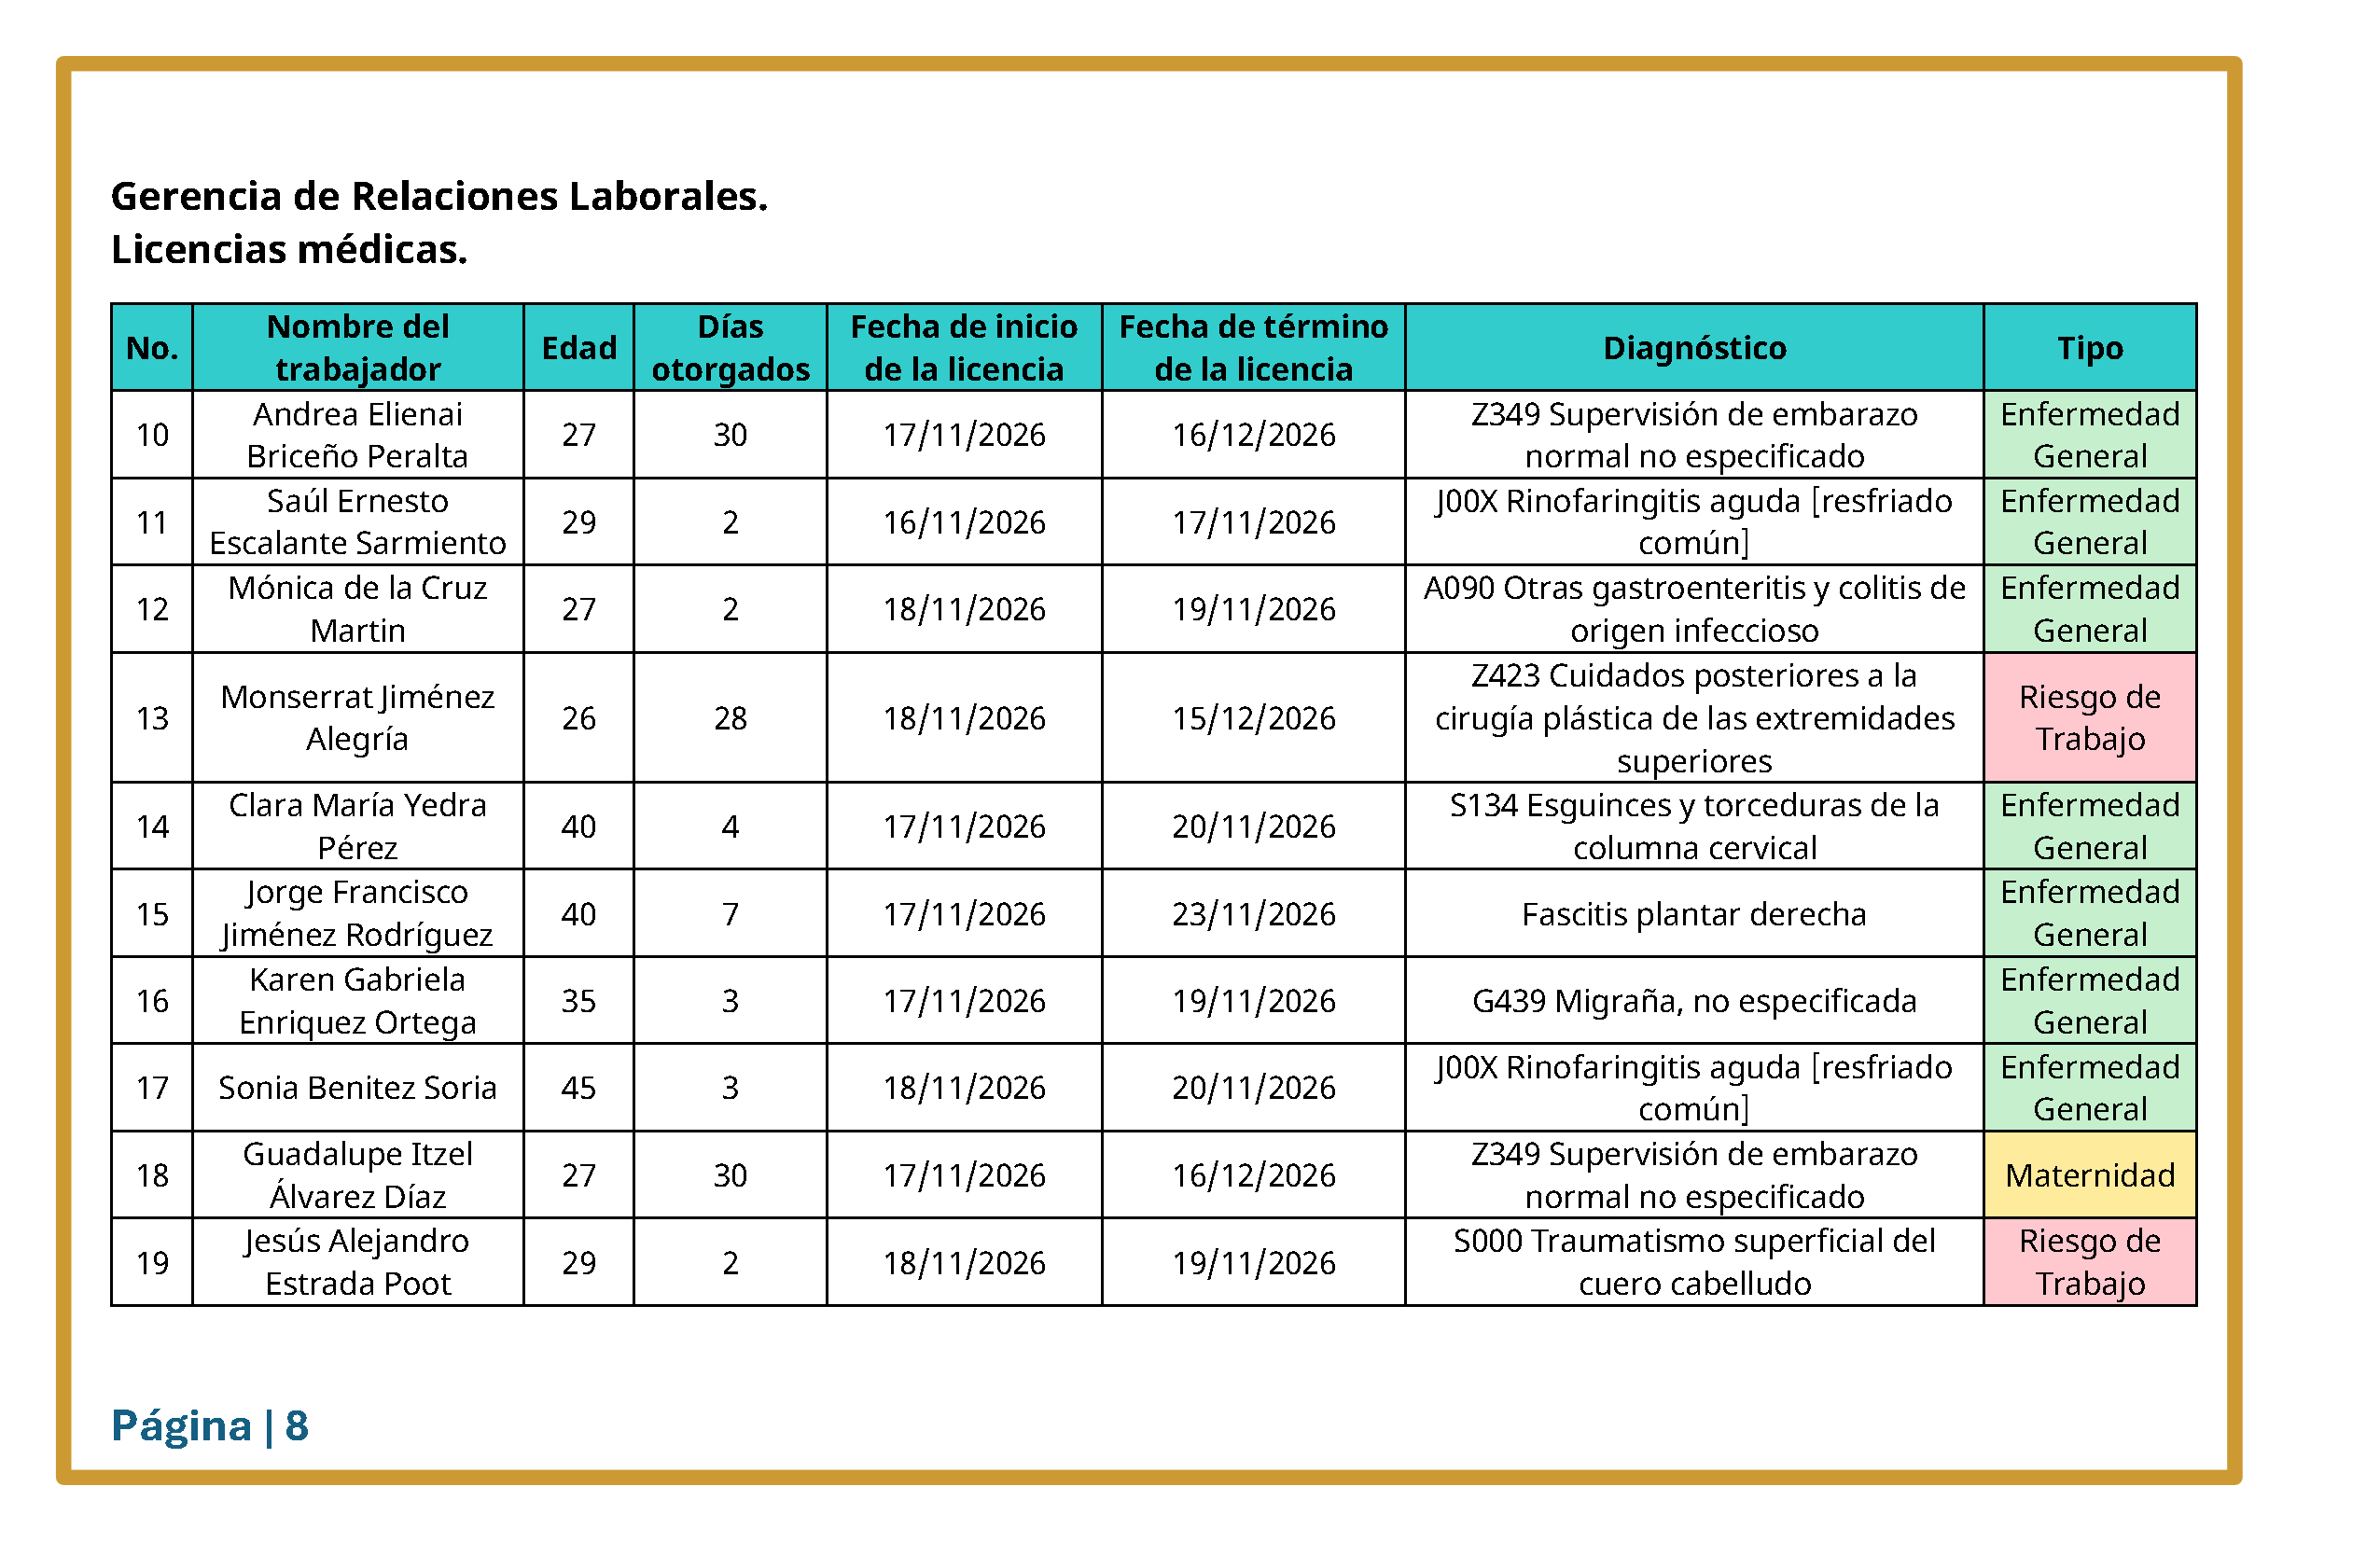 Gerencia de Relaciones Laborales.
Licencias médicas.
No. Nombre del trabajador Edad Días otorgados Fecha de inicio de la licencia Fecha de término de la licencia Diagnóstico Tipo
10 Andrea Elienai Briceño Peralta 27 30 17/11/2026 16/12/2026 Z349 Supervisión de embarazo normal no especificado Enfermedad General
11 Saúl Ernesto Escalante Sarmiento 29 2 16/11/2026 17/11/2026 J00X Rinofaringitis aguda [resfriado común] Enfermedad General
12 Mónica de la Cruz Martin 27 2 18/11/2026 19/11/2026 A090 Otras gastroenteritis y colitis de origen infeccioso Enfermedad General
13 Monserrat Jiménez Alegría 26 28 18/11/2026 15/12/2026 Z423 Cuidados posteriores a la cirugía plástica de las extremidades superiores Riesgo de Trabajo
14 Clara María Yedra Pérez 40 4 17/11/2026 20/11/2026 S134 Esguinces y torceduras de la columna cervical Enfermedad General
15 Jorge Francisco Jiménez Rodríguez 40 7 17/11/2026 23/11/2026 Fascitis plantar derecha Enfermedad General
16 Karen Gabriela Enriquez Ortega 35 3 17/11/2026 19/11/2026 G439 Migraña, no especificada Enfermedad General
17 Sonia Benitez Soria 45 3 18/11/2026 20/11/2026 J00X Rinofaringitis aguda [resfriado común] Enfermedad General
18 Guadalupe Itzel Álvarez Díaz 27 30 17/11/2026 16/12/2026 Z349 Supervisión de embarazo normal no especificado Maternidad
19 Jesús Alejandro Estrada Poot 29 2 18/11/2026 19/11/2026 S000 Traumatismo superficial del cuero cabelludo Riesgo de Trabajo
Página | 8